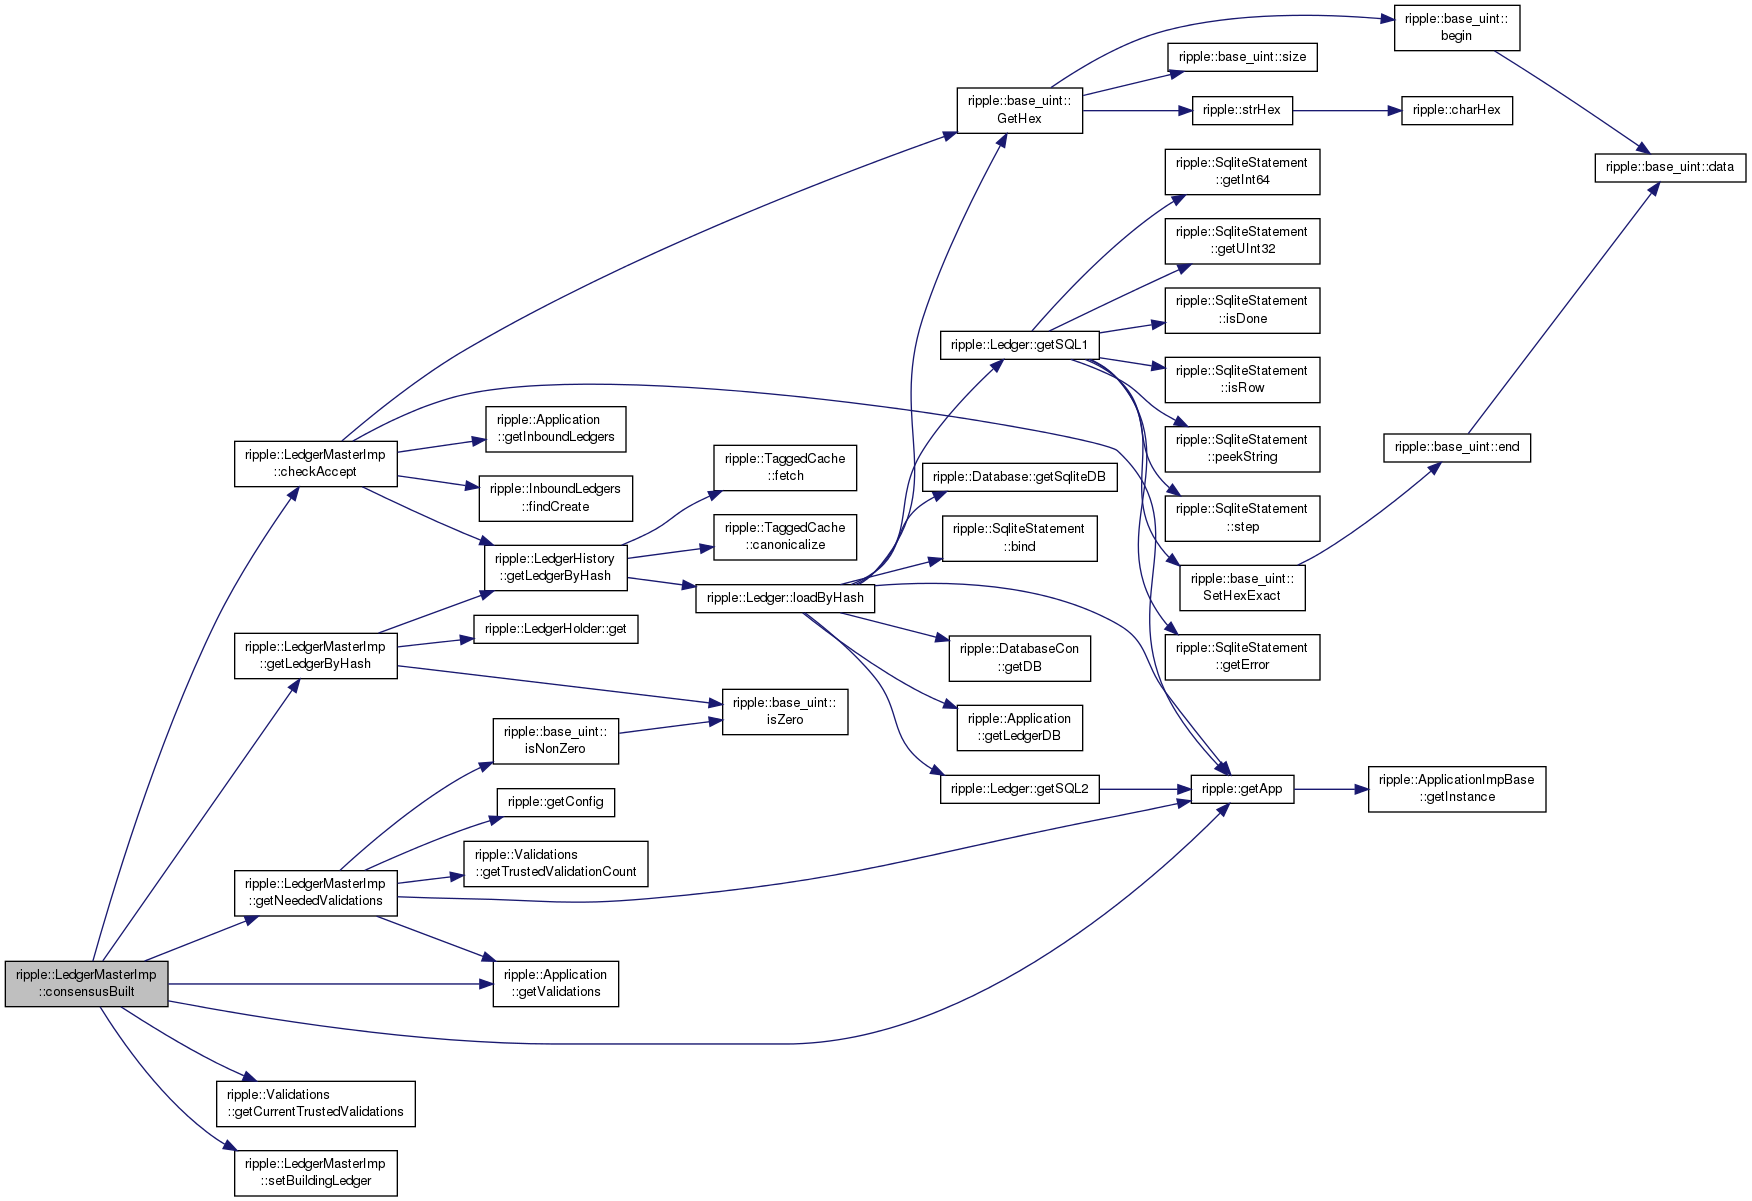 ripple::LedgerMasterImp
::consensusBuilt
ripple::LedgerMasterImp
::checkAccept
ripple::LedgerMasterImp
::getLedgerByHash
ripple::LedgerMasterImp
::getNeededValidations
ripple::Validations
::getCurrentTrustedValidations
ripple::LedgerMasterImp
::setBuildingLedger
ripple::Application
::getInboundLedgers
ripple::InboundLedgers
::findCreate
ripple::LedgerHistory
::getLedgerByHash
ripple::LedgerHolder::get
ripple::base_uint::
isNonZero
ripple::getConfig
ripple::Validations
::getTrustedValidationCount
ripple::Application
::getValidations
ripple::TaggedCache
::fetch
ripple::TaggedCache
::canonicalize
ripple::Ledger::loadByHash
ripple::base_uint::
isZero
ripple::base_uint::
GetHex
ripple::Ledger::getSQL1
ripple::Database::getSqliteDB
ripple::SqliteStatement
::bind
ripple::DatabaseCon
::getDB
ripple::Application
::getLedgerDB
ripple::Ledger::getSQL2
ripple::base_uint::size
ripple::strHex
ripple::SqliteStatement
::getInt64
ripple::SqliteStatement
::getUInt32
ripple::SqliteStatement
::isDone
ripple::SqliteStatement
::isRow
ripple::SqliteStatement
::peekString
ripple::SqliteStatement
::step
ripple::base_uint::
SetHexExact
ripple::SqliteStatement
::getError
ripple::getApp
ripple::base_uint::
begin
ripple::charHex
ripple::base_uint::end
ripple::ApplicationImpBase
::getInstance
ripple::base_uint::data